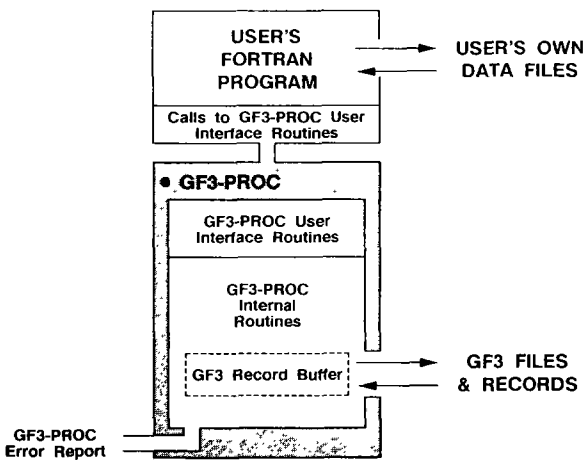 USER'S
FORTRAN
PROGRAM
USER'S OWN
DATA FILES
Calls to GF3-PROC User
Interface Routines
• GF3-PROC
GF3-PROC User
Interface Routines
GF3-PROC
Internal
Routines
GF3 Record Buffer
GF3 FILES
& RECORDS
GF3-PROC
Error Report